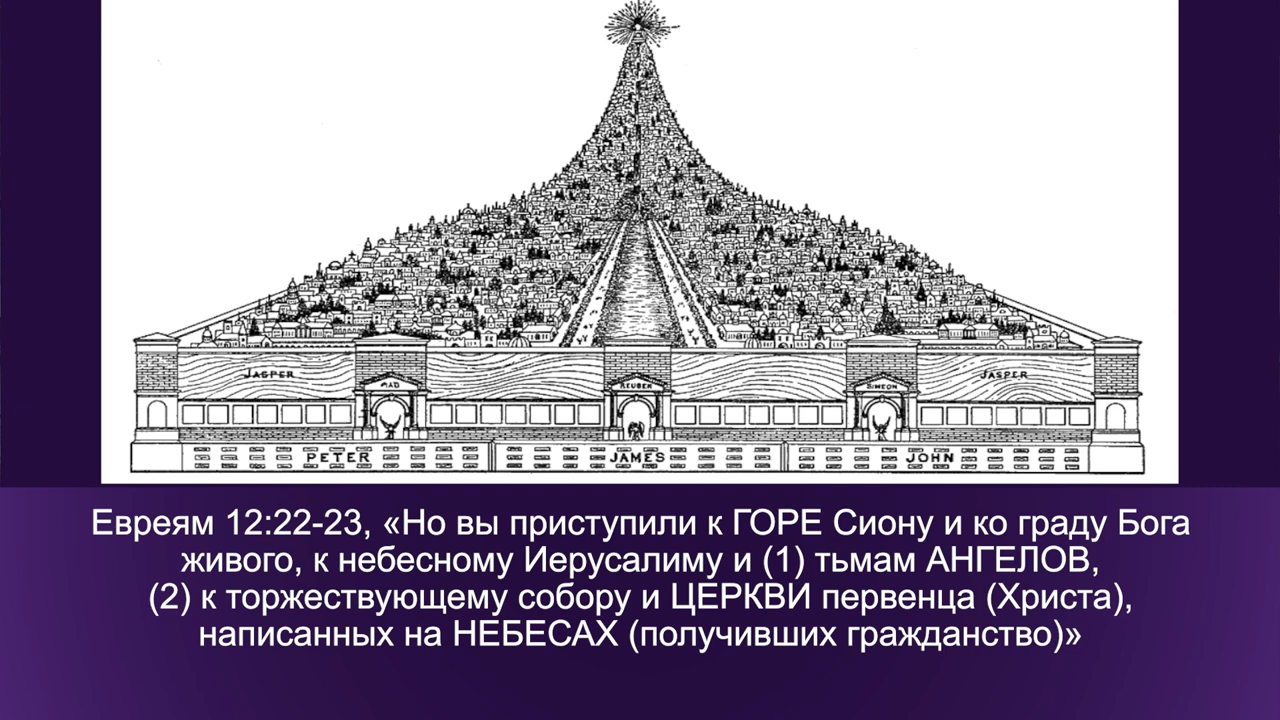 JASPER
GAD
REUBEN
SIMEON
JASPER
PETER
JAMES
JOHN
Евреям 12:22-23, «Но вы приступили к ГОРЕ Сиону и ко граду Бога
живого, к небесному Иерусалиму и (1) тьмам АНГЕЛОВ,
(2) к торжествующему собору и ЦЕРКВИ первенца (Христа),
написанных на НЕБЕСАХ (получивших гражданство)»